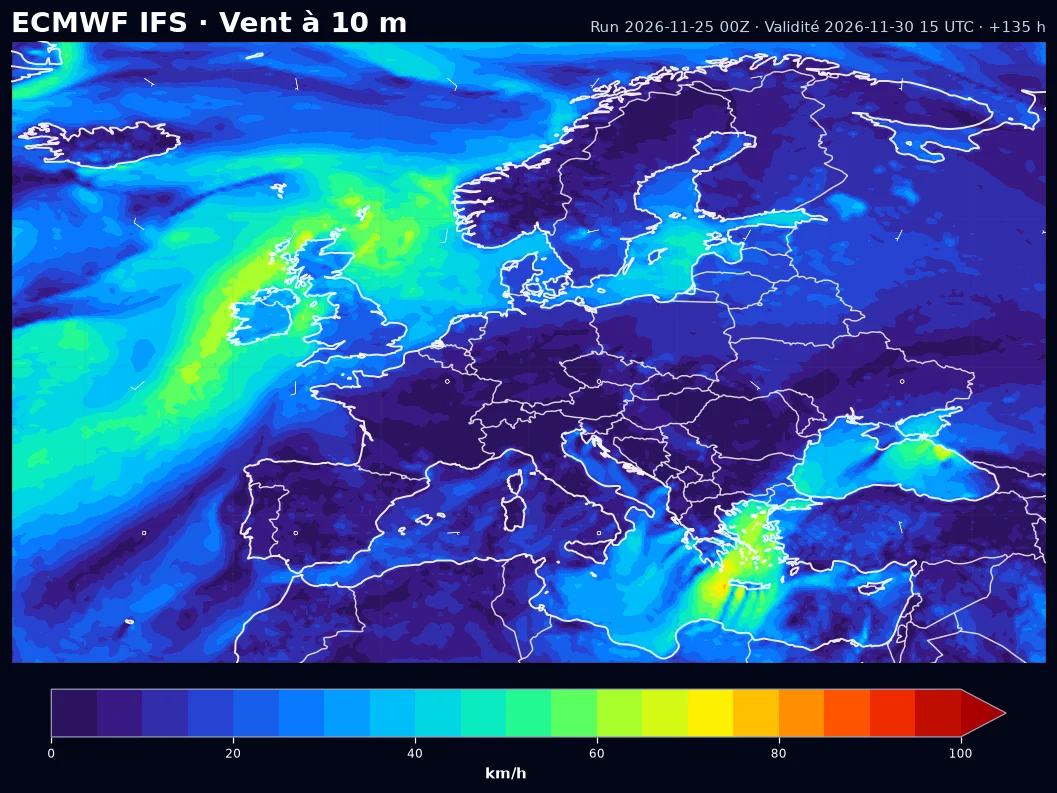 ECMWF IFS · Vent à 10 m
Run 2026-11-25 00Z · Validité 2026-11-30 15 UTC · +135 h
0 20 40 60 80 100
km/h